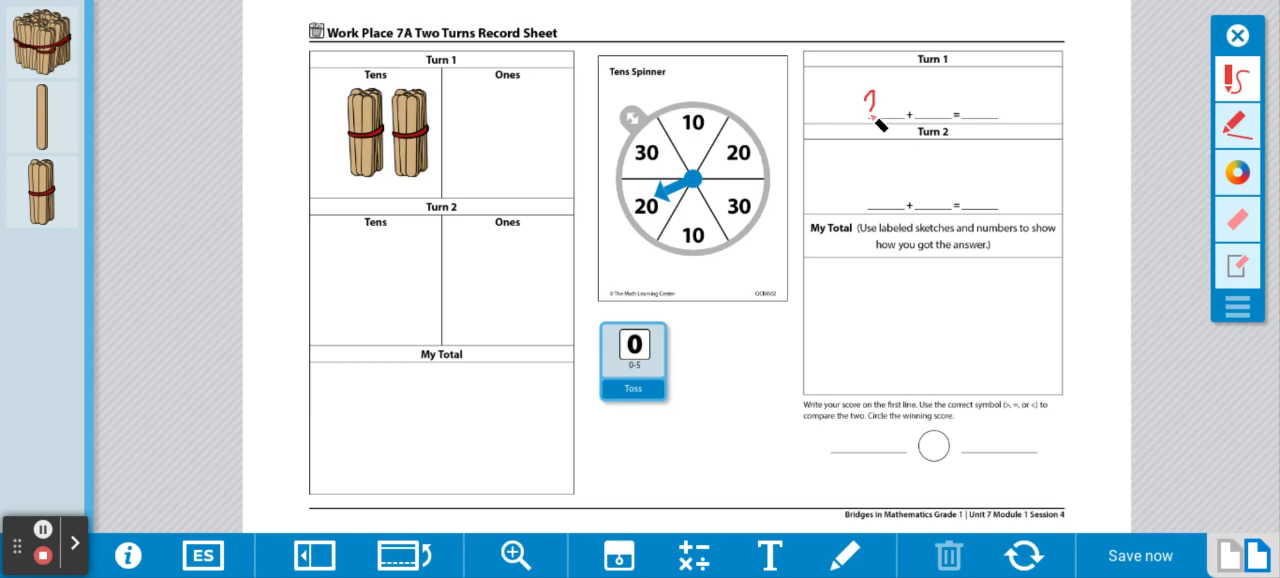 Work Place 7A Two Turns Record Sheet
Turn 1
Tens
Ones
Turn 2
Tens
Ones
My Total
Tens Spinner
10
20
30
10
20
30
© The Math Learning Center
QCB8502
0
0-5
Toss
Turn 1
+ =
Turn 2
+ =
My Total (Use labeled sketches and numbers to show
how you got the answer.)
Write your score on the first line. Use the correct symbol (>, =, or <) to
compare the two. Circle the winning score.
Bridges in Mathematics Grade 1 | Unit 7 Module 1 Session 4
i
ES
T
Save now